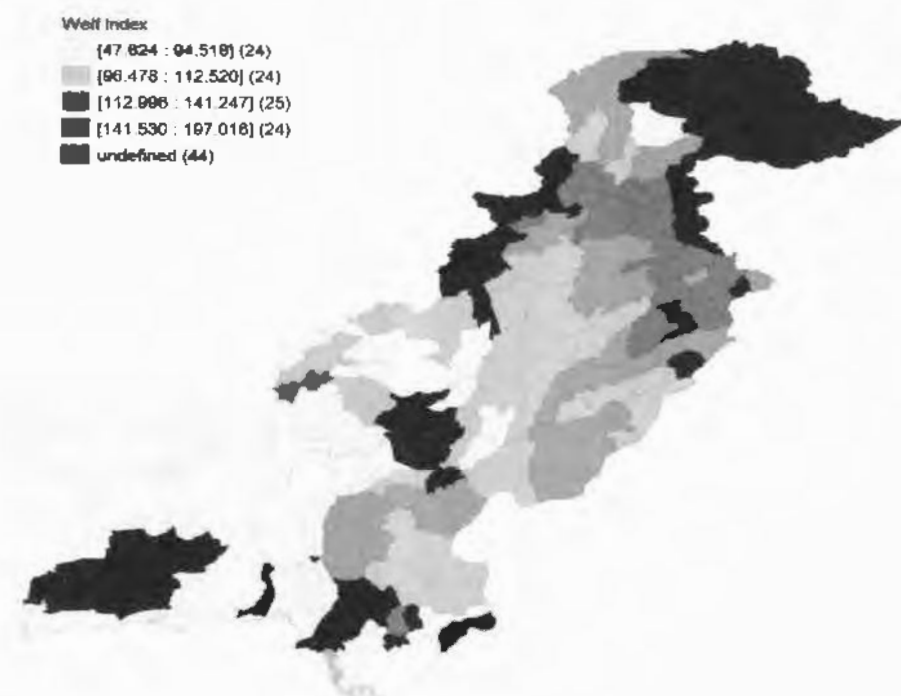 Welf Index
[47.624 : 94.518] (24)
[96.478 : 112.520] (24)
[112.996 : 141.247] (25)
[141.530 : 197.016] (24)
undefined (44)